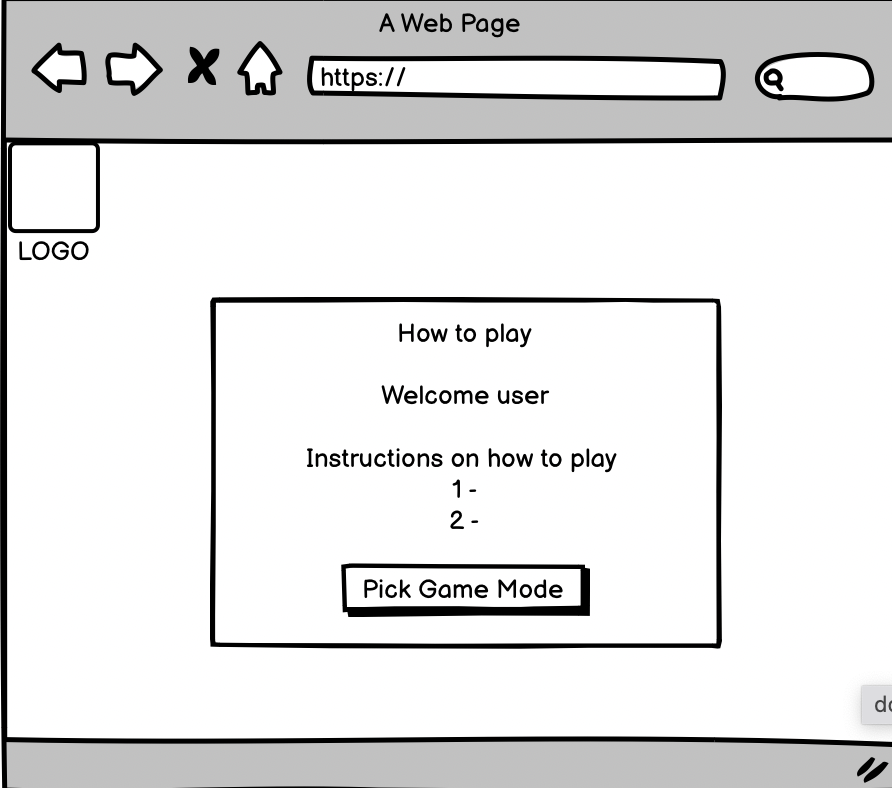 A Web Page
https://
LOGO
How to play
Welcome user
Instructions on how to play
1 -
2 -
Pick Game Mode